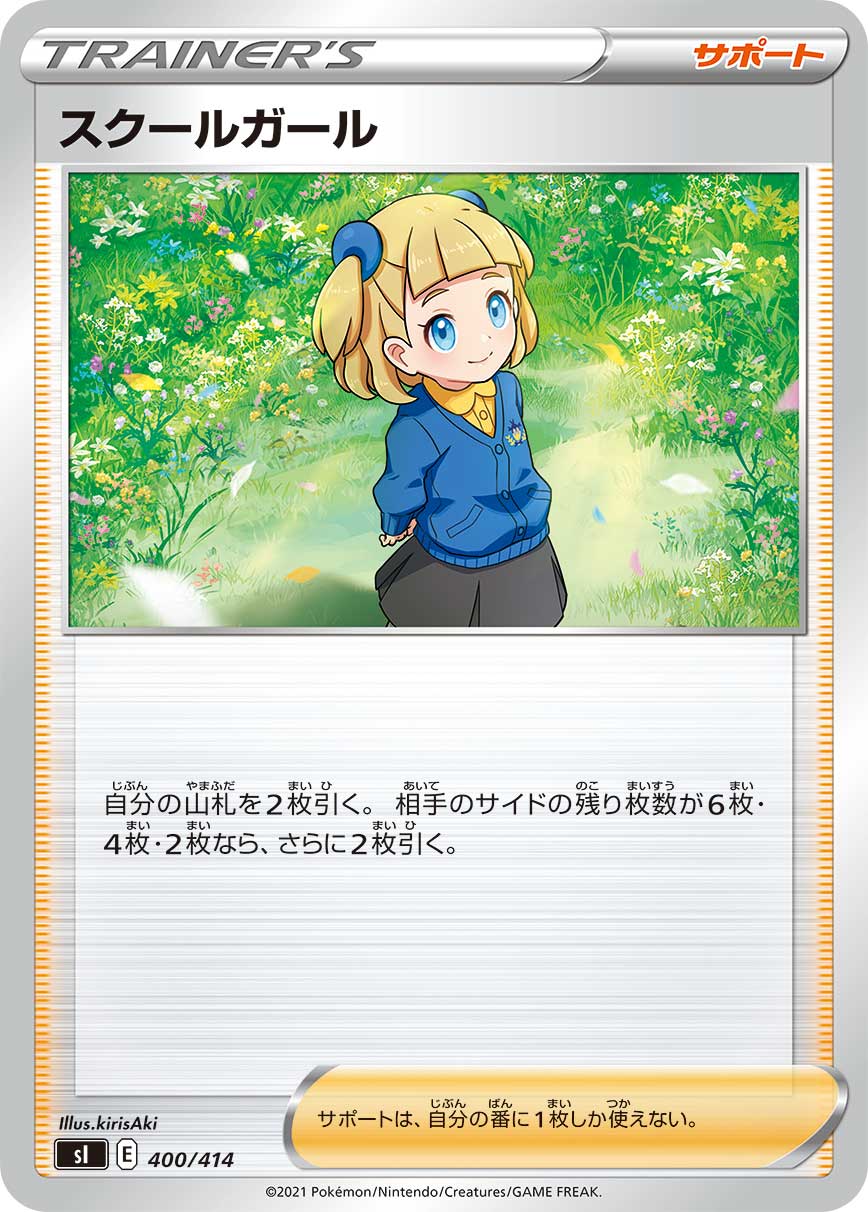 TRAINER'S
サポート
スクールガール
自分の山札を2枚引く。 相手のサイドの残り枚数が6枚・
4枚・2枚なら、さらに2枚引く。
Illus.kirisAki
サポートは、自分の番に1枚しか使えない。
sI E 400/414
©2021 Pokémon/Nintendo/Creatures/GAME FREAK.